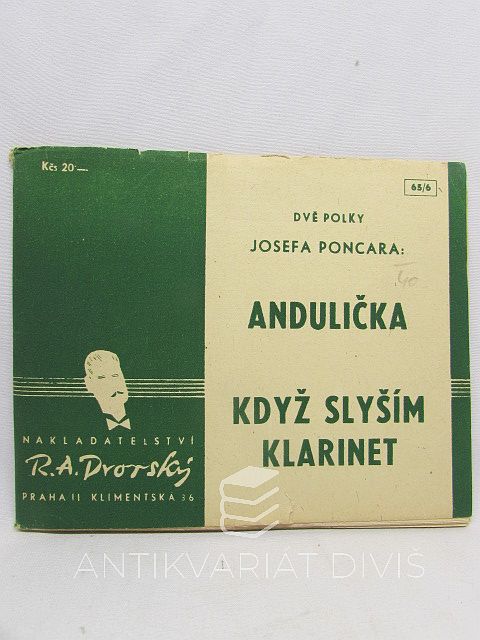 Kčs 20·—
65/6
DVĚ POLKY
JOSEFA PONCARA:
40
ANDULIČKA
KDYŽ SLYŠÍM
KLARINET
NAKLADATELSTVÍ
R.A.Dvorský
PRAHA II KLIMENTSKÁ 36
ANTIKVARIÁT DIVIŠ